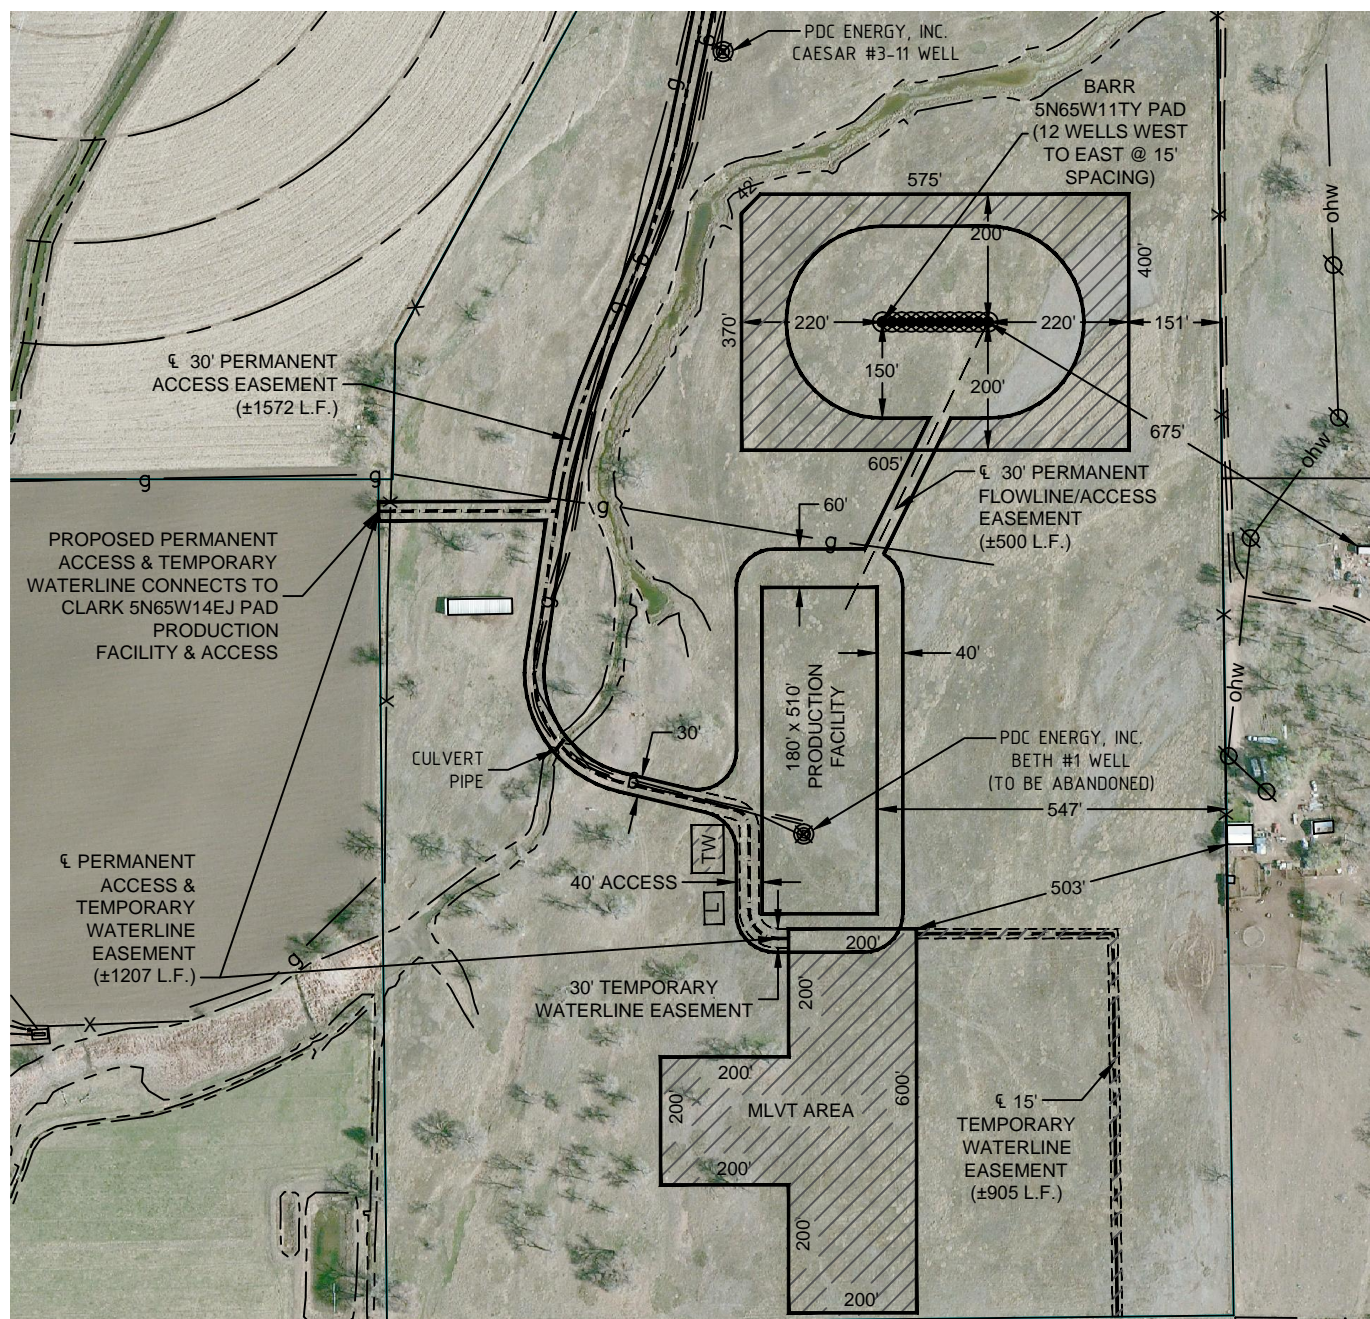 PDC ENERGY, INC.
CAESAR #3-11 WELL
BARR
5N65W11TY PAD
(12 WELLS WEST
TO EAST @ 15'
SPACING)
g
g
g
g
42'
575'
200'
400'
370'
220'
220'
151'
150'
200'
675'
605'
ohw
ohw
ohw
℄ 30' PERMANENT
ACCESS EASEMENT
(±1572 L.F.)
g
g
g
g
g
℄ 30' PERMANENT
FLOWLINE/ACCESS
EASEMENT
(±500 L.F.)
60'
PROPOSED PERMANENT
ACCESS & TEMPORARY
WATERLINE CONNECTS TO
CLARK 5N65W14EJ PAD
PRODUCTION
FACILITY & ACCESS
40'
180' x 510'
PRODUCTION
FACILITY
CULVERT
PIPE
30'
g
PDC ENERGY, INC.
BETH #1 WELL
(TO BE ABANDONED)
547'
TW
L
40' ACCESS
503'
℄ PERMANENT
ACCESS &
TEMPORARY
WATERLINE
EASEMENT
(±1207 L.F.)
g
200'
30' TEMPORARY
WATERLINE EASEMENT
200'
200'
200'
MLVT AREA
600'
200'
200'
200'
℄ 15'
TEMPORARY
WATERLINE
EASEMENT
(±905 L.F.)